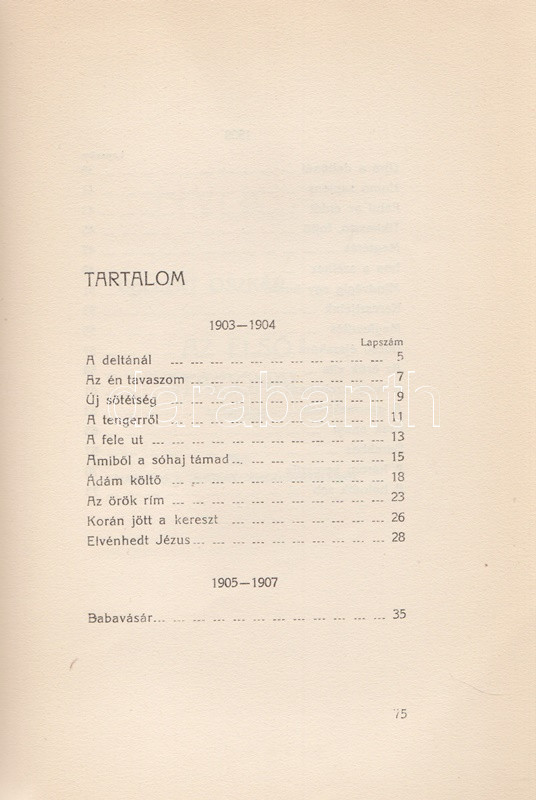 TARTALOM
1903—1904
Lapszám
A deltánál ... ... ... ... ... ... ... ... ... ... 5
Az én tavaszom ... ... ... ... ... ... ... ... 7
Új sötétség ... ... ... ... ... ... ... ... ... 9
A tengerről ... ... ... ... ... ... ... ... ... 11
A fele ut ... ... ... ... ... ... ... ... ... ... 13
Amiből a sóhaj támad... ... ... ... ... ... 15
Ádám költő ... ... ... ... ... ... ... ... ... 18
Az örök rím ... ... ... ... ... ... ... ... ... 23
Korán jött a kereszt ... ... ... ... ... ... ... 26
Elvénhedt Jézus... ... ... ... ... ... ... ... 28
1905—1907
Babavásár... ... ... ... ... ... ... ... ... ... 35
75
darabanth